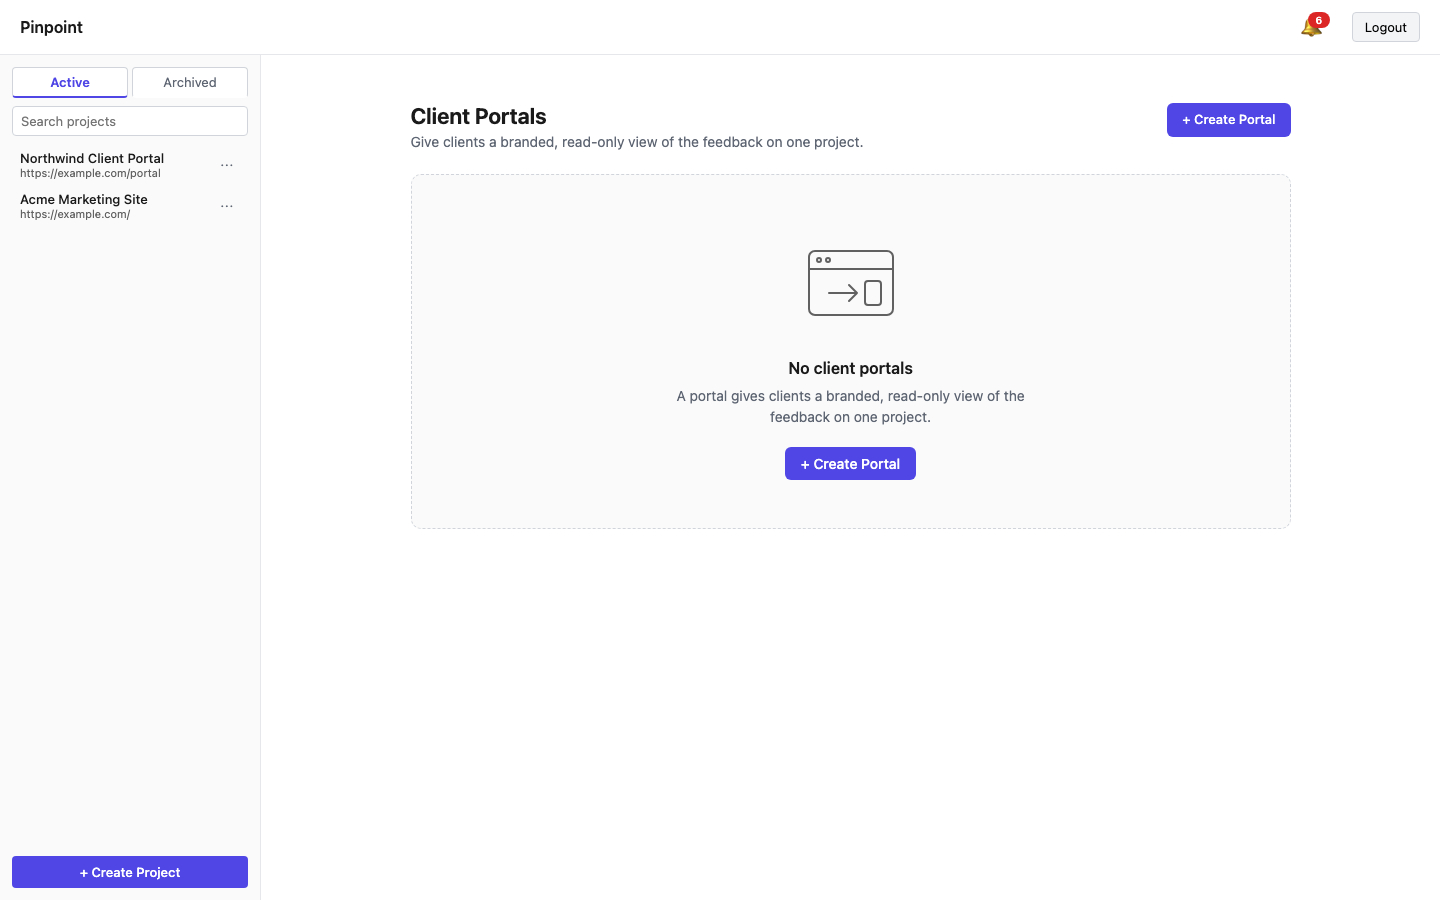 Pinpoint
6
Logout
Active
Archived
Search projects
Northwind Client Portal
https://example.com/portal
...
Acme Marketing Site
https://example.com/
...
+ Create Project
Client Portals
Give clients a branded, read-only view of the feedback on one project.
+ Create Portal
No client portals
A portal gives clients a branded, read-only view of the
feedback on one project.
+ Create Portal